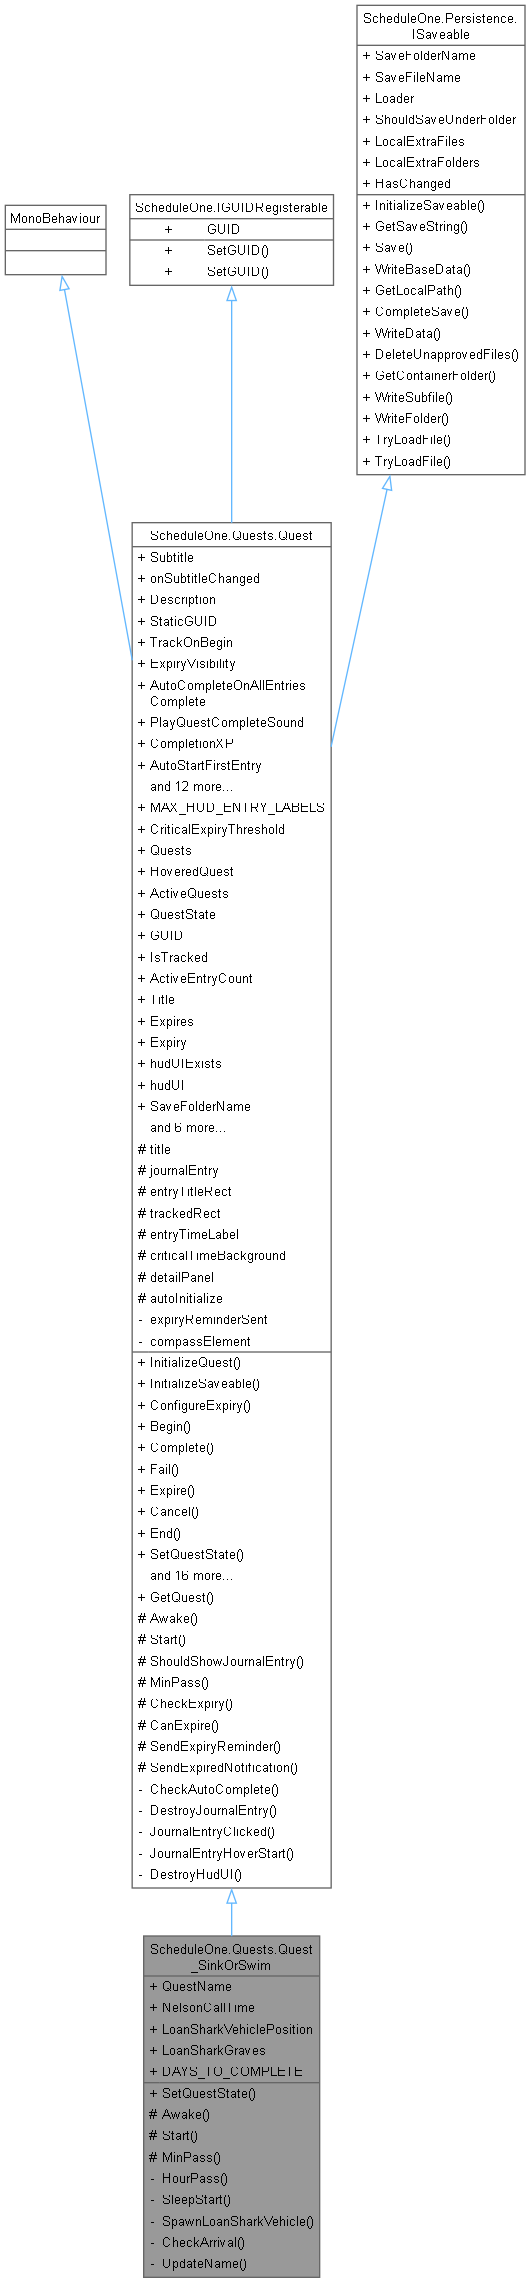 ScheduleOne.Persistence.
ISaveable
+ SaveFolderName
+ SaveFileName
+ Loader
+ ShouldSaveUnderFolder
+ LocalExtraFiles
+ LocalExtraFolders
+ HasChanged
+ InitializeSaveable()
+ GetSaveString()
+ Save()
+ WriteBaseData()
+ GetLocalPath()
+ CompleteSave()
+ WriteData()
+ DeleteUnapprovedFiles()
+ GetContainerFolder()
+ WriteSubfile()
+ WriteFolder()
+ TryLoadFile()
+ TryLoadFile()
MonoBehaviour
ScheduleOne.IGUIDRegisterable
+ GUID
+ SetGUID()
+ SetGUID()
ScheduleOne.Quests.Quest
+ Subtitle
+ onSubtitleChanged
+ Description
+ StaticGUID
+ TrackOnBegin
+ ExpiryVisibility
+ AutoCompleteOnAllEntries
Complete
+ PlayQuestCompleteSound
+ CompletionXP
+ AutoStartFirstEntry
and 12 more...
+ MAX_HUD_ENTRY_LABELS
+ CriticalExpiryThreshold
+ Quests
+ HoveredQuest
+ ActiveQuests
+ QuestState
+ GUID
+ IsTracked
+ ActiveEntryCount
+ Title
+ Expires
+ Expiry
+ hudUIExists
+ hudUI
+ SaveFolderName
and 6 more...
# title
# journalEntry
# entryTitleRect
# trackedRect
# entryTimeLabel
# criticalTimeBackground
# detailPanel
# autoInitialize
- expiryReminderSent
- compassElement
+ InitializeQuest()
+ InitializeSaveable()
+ ConfigureExpiry()
+ Begin()
+ Complete()
+ Fail()
+ Expire()
+ Cancel()
+ End()
+ SetQuestState()
and 16 more...
+ GetQuest()
# Awake()
# Start()
# ShouldShowJournalEntry()
# MinPass()
# CheckExpiry()
# CanExpire()
# SendExpiryReminder()
# SendExpiredNotification()
- CheckAutoComplete()
- DestroyJournalEntry()
- JournalEntryClicked()
- JournalEntryHoverStart()
- DestroyHudUI()
ScheduleOne.Quests.Quest
_SinkOrSwim
+ QuestName
+ NelsonCallTime
+ LoanSharkVehiclePosition
+ LoanSharkGraves
+ DAYS_TO_COMPLETE
+ SetQuestState()
# Awake()
# Start()
# MinPass()
- HourPass()
- SleepStart()
- SpawnLoanSharkVehicle()
- CheckArrival()
- UpdateName()